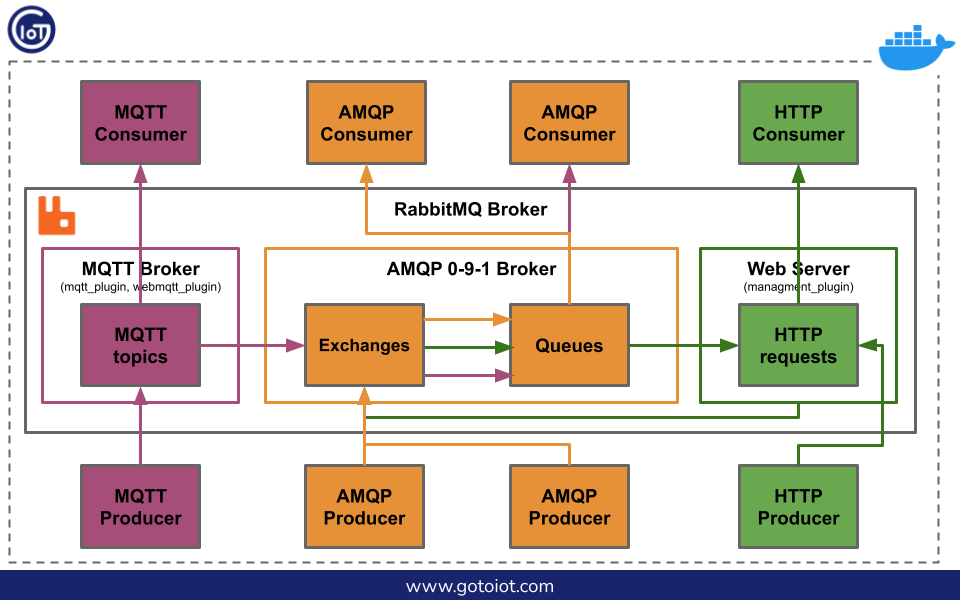 IoT
MQTT
Consumer
AMQP
Consumer
AMQP
Consumer
HTTP
Consumer
RabbitMQ Broker
MQTT Broker
(mqtt_plugin, webmqtt_plugin)
AMQP 0-9-1 Broker
Web Server
(managment_plugin)
MQTT
topics
Exchanges
Queues
HTTP
requests
MQTT
Producer
AMQP
Producer
AMQP
Producer
HTTP
Producer
www.gotoiot.com